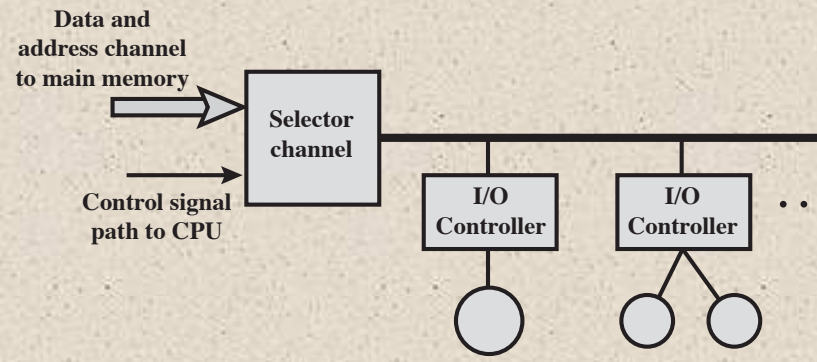 Data and
address channel
to main memory
Selector
channel
Control signal
path to CPU
I/O
Controller
I/O
Controller
. .